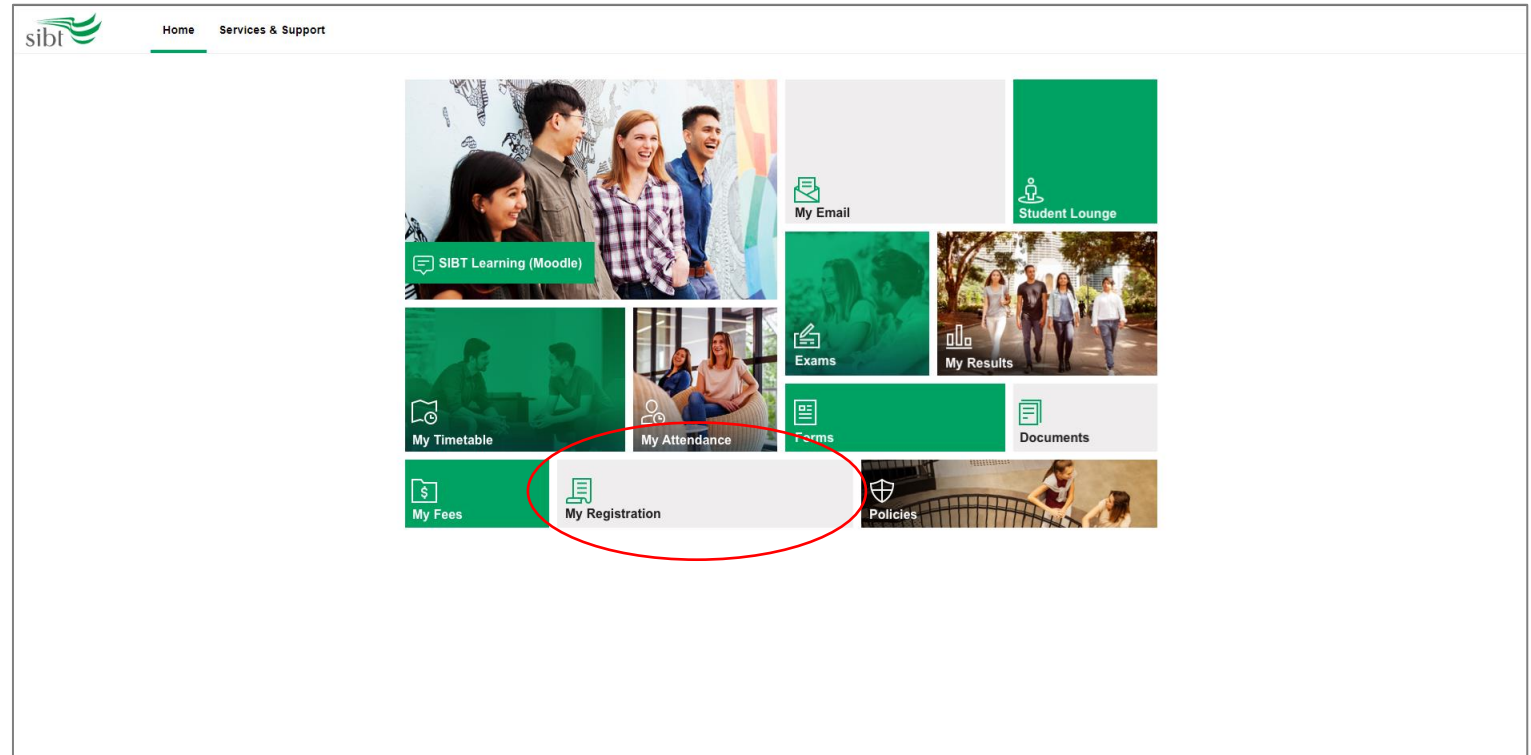 sibt
Home
Services & Support
SIBT Learning (Moodle)
My Email
Student Lounge
Exams
My Results
My Timetable
My Attendance
Forms
Documents
My Fees
My Registration
Policies